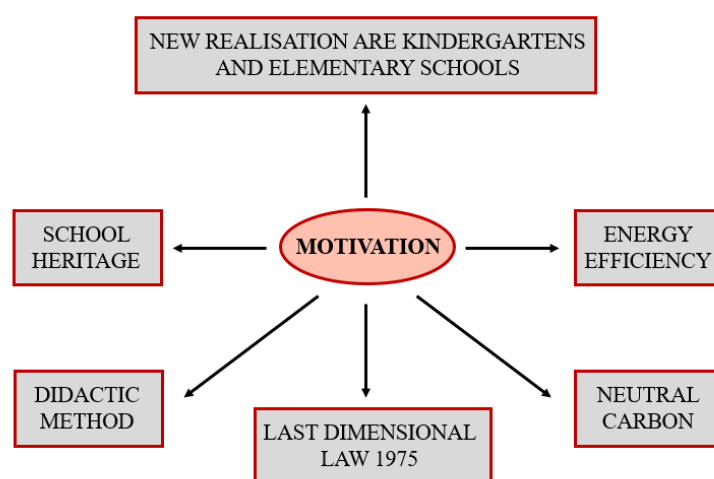 NEW REALISATION ARE KINDERGARTENS
AND ELEMENTARY SCHOOLS
SCHOOL
HERITAGE
MOTIVATION
ENERGY
EFFICIENCY
DIDACTIC
METHOD
LAST DIMENSIONAL
LAW 1975
NEUTRAL
CARBON